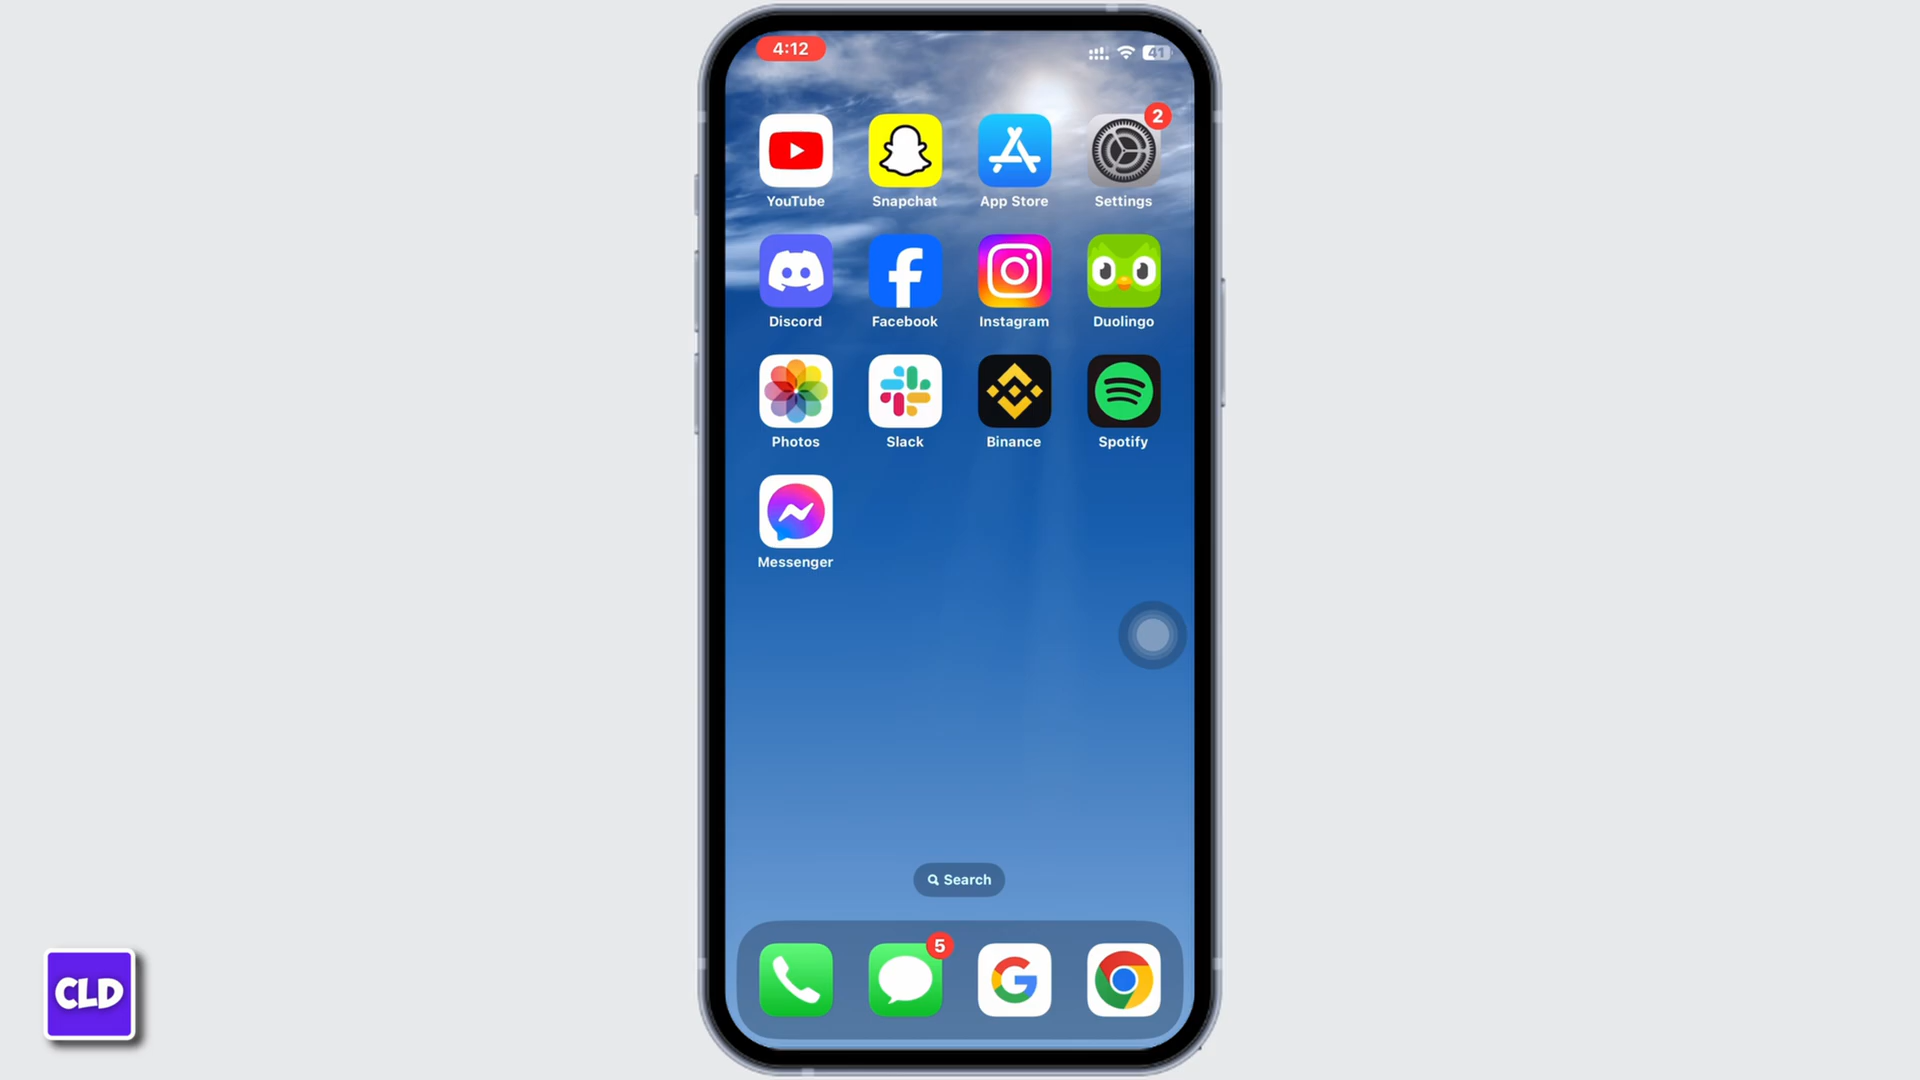 4:12
41
2
YouTube
Snapchat
App Store
Settings
Discord
Facebook
Instagram
Duolingo
Photos
Slack
Binance
Spotify
Messenger
Search
5
CLD